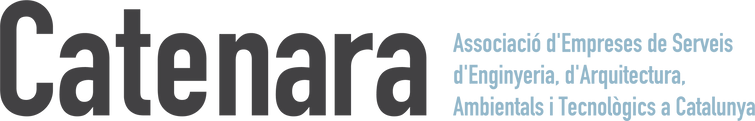 Catenara
Associació d'Empreses de Serveis
d'Enginyeria, d'Arquitectura,
Ambientals i Tecnològics a Catalunya